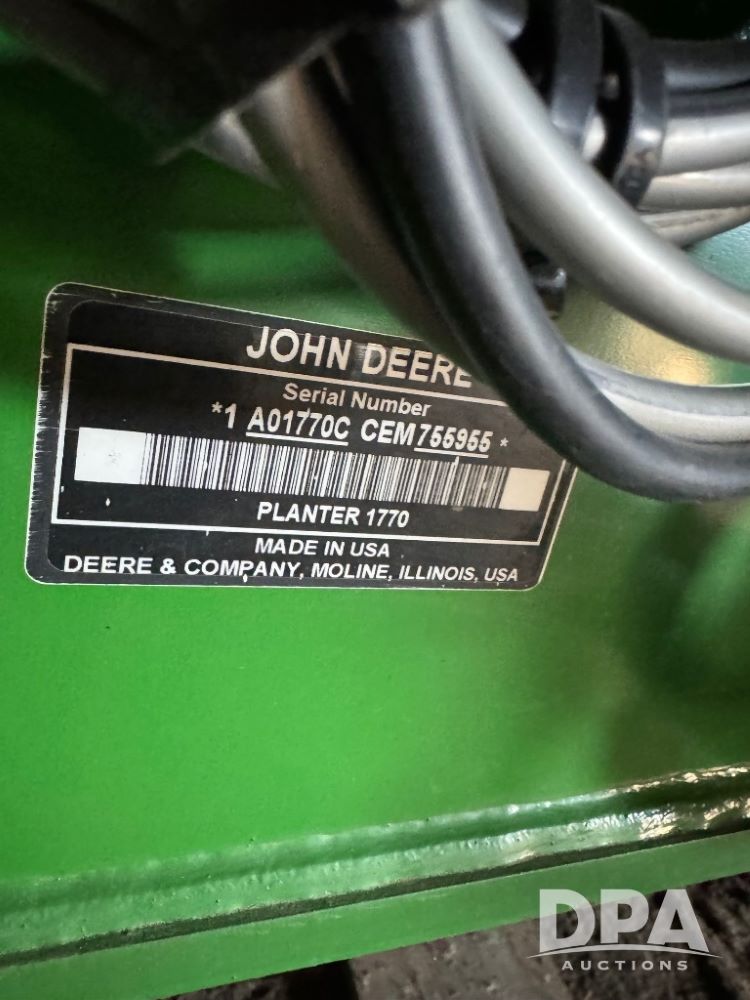 JOHN DEERE
Serial Number
*1 A01770C CEM755955 *
PLANTER 1770
MADE IN USA
DEERE & COMPANY, MOLINE, ILLINOIS, USA
DPA
AUCTIONS